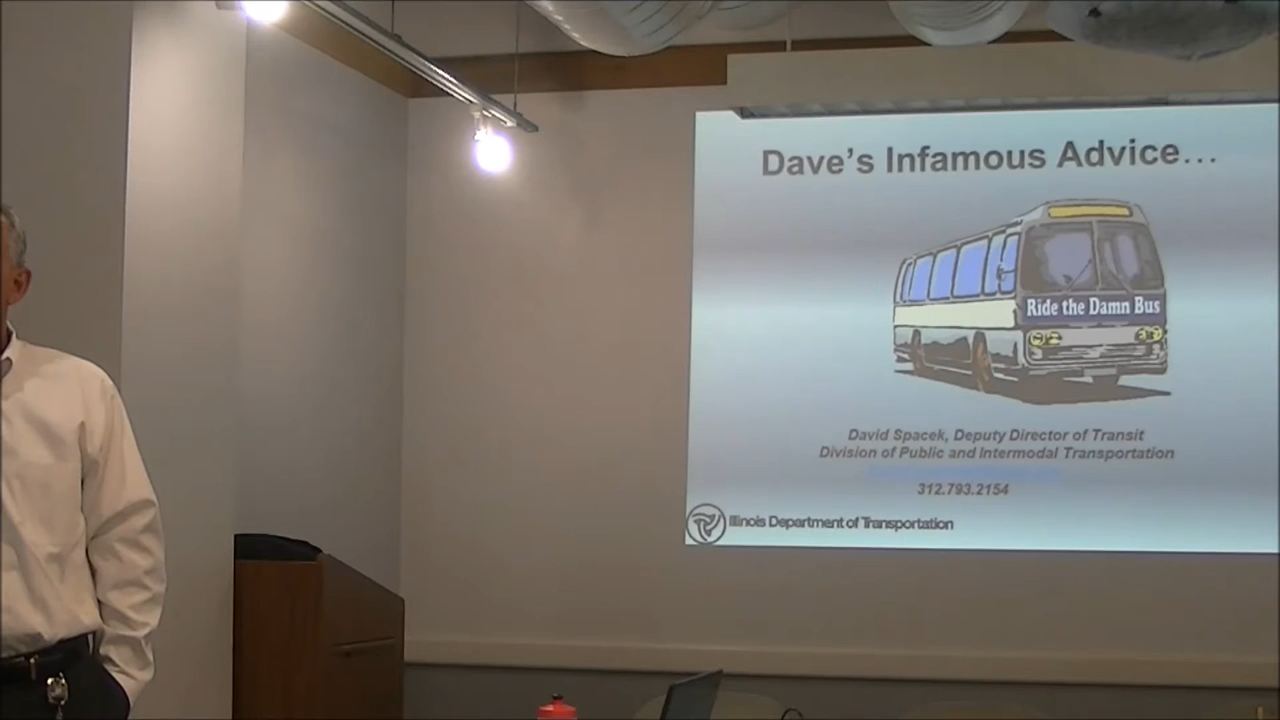 Dave's Infamous Advice...
Ride the Damn Bus
David Spacek, Deputy Director of Transit
Division of Public and Intermodal Transportation
312.793.2154
Illinois Department of Transportation